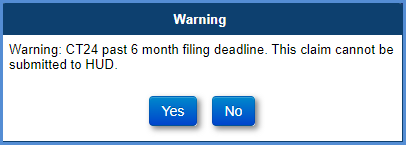 Warning
Warning: CT24 past 6 month filing deadline. This claim cannot be
submitted to HUD.
Yes No